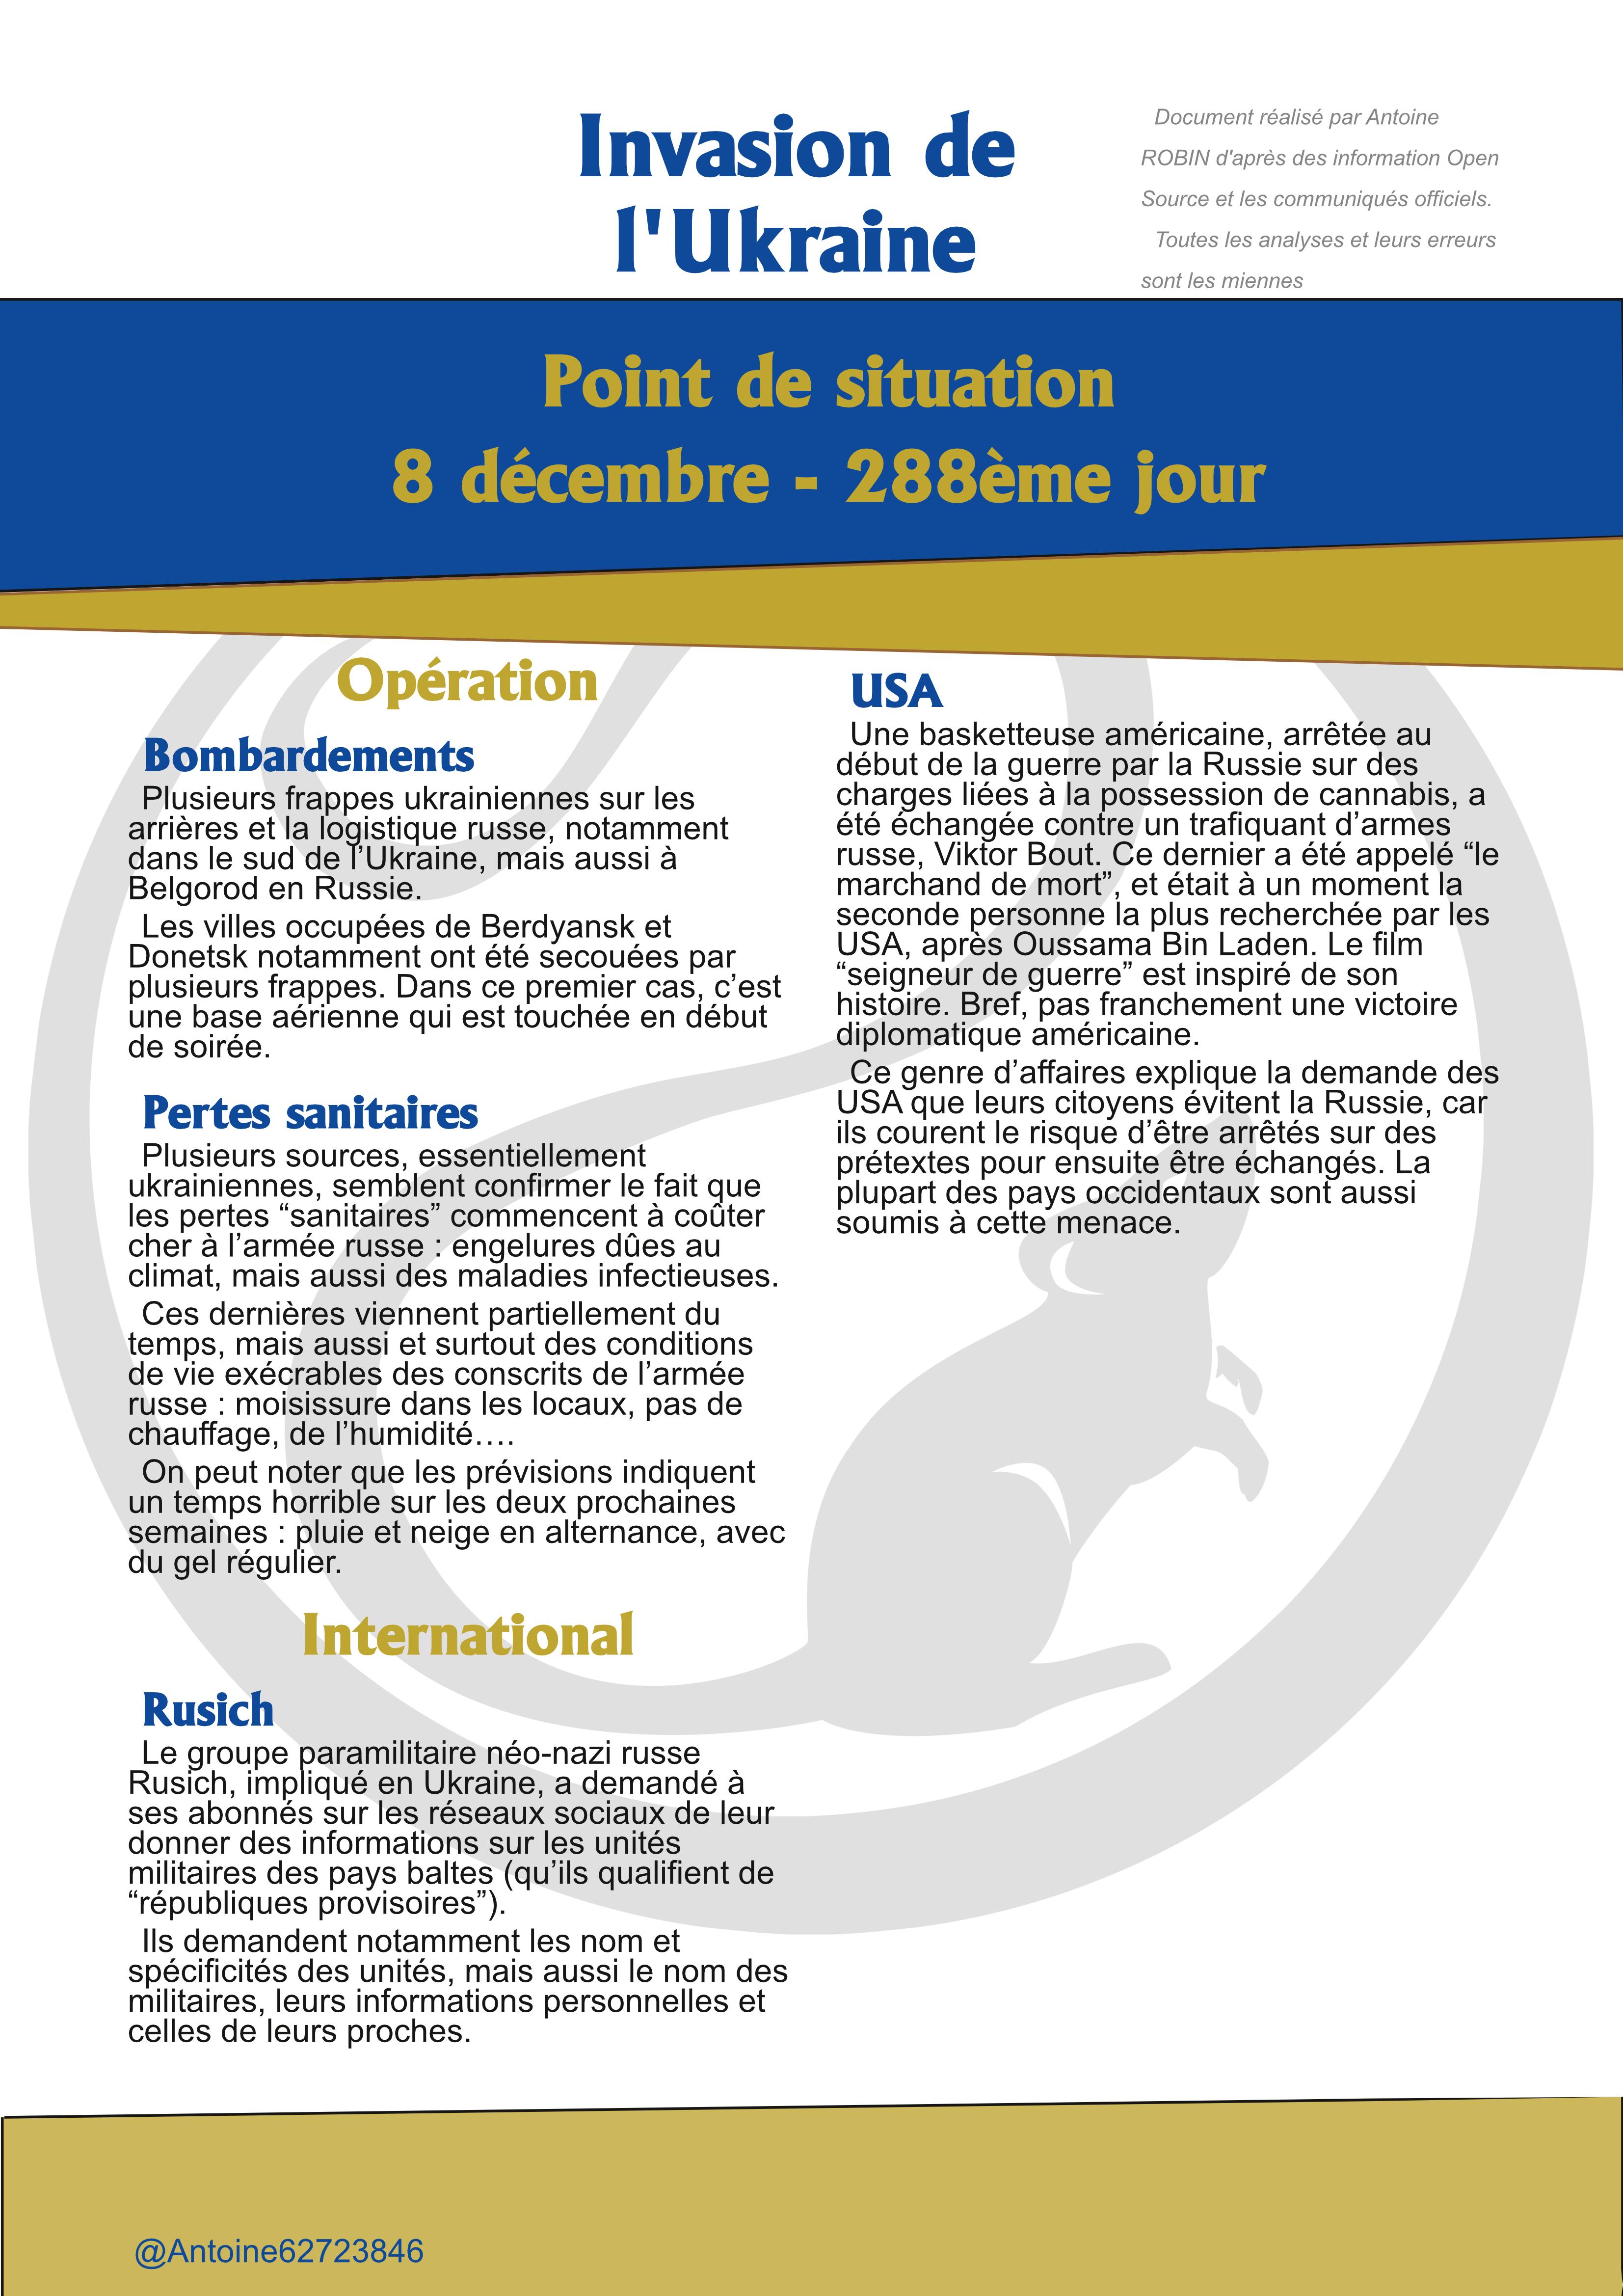 Invasion de
l'Ukraine
Document réalisé par Antoine
ROBIN d'après des information Open
Source et les communiqués officiels.
Toutes les analyses et leurs erreurs
sont les miennes
Point de situation
8 décembre - 288ème jour
Opération
Bombardements
Plusieurs frappes ukrainiennes sur les
arrières et la logistique russe, notamment
dans le sud de l’Ukraine, mais aussi à
Belgorod en Russie.
Les villes occupées de Berdyansk et
Donetsk notamment ont été secouées par
plusieurs frappes. Dans ce premier cas, c’est
une base aérienne qui est touchée en début
de soirée.
Pertes sanitaires
Plusieurs sources, essentiellement
ukrainiennes, semblent confirmer le fait que
les pertes “sanitaires” commencent à coûter
cher à l’armée russe : engelures dûes au
climat, mais aussi des maladies infectieuses.
Ces dernières viennent partiellement du
temps, mais aussi et surtout des conditions
de vie exécrables des conscrits de l’armée
russe : moisissure dans les locaux, pas de
chauffage, de l’humidité….
On peut noter que les prévisions indiquent
un temps horrible sur les deux prochaines
semaines : pluie et neige en alternance, avec
du gel régulier.
International
Rusich
Le groupe paramilitaire néo-nazi russe
Rusich, impliqué en Ukraine, a demandé à
ses abonnés sur les réseaux sociaux de leur
donner des informations sur les unités
militaires des pays baltes (qu’ils qualifient de
“républiques provisoires”).
Ils demandent notamment les nom et
spécificités des unités, mais aussi le nom des
militaires, leurs informations personnelles et
celles de leurs proches.
USA
Une basketteuse américaine, arrêtée au
début de la guerre par la Russie sur des
charges liées à la possession de cannabis, a
été échangée contre un trafiquant d’armes
russe, Viktor Bout. Ce dernier a été appelé “le
marchand de mort”, et était à un moment la
seconde personne la plus recherchée par les
USA, après Oussama Bin Laden. Le film
“seigneur de guerre” est inspiré de son
histoire. Bref, pas franchement une victoire
diplomatique américaine.
Ce genre d’affaires explique la demande des
USA que leurs citoyens évitent la Russie, car
ils courent le risque d’être arrêtés sur des
prétextes pour ensuite être échangés. La
plupart des pays occidentaux sont aussi
soumis à cette menace.
@Antoine62723846